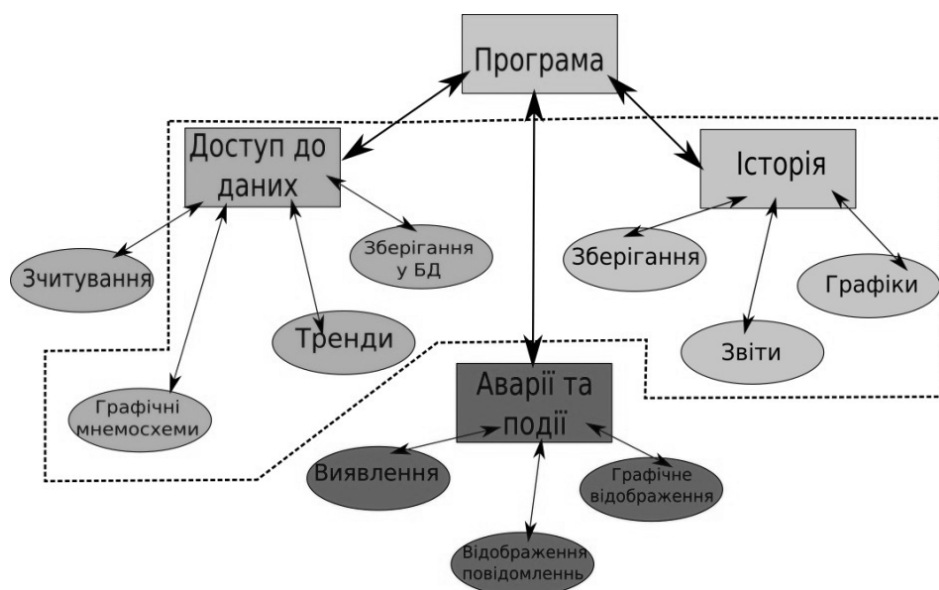 Програма
Доступ до
даних
Історія
Зчитування
Зберігання
у БД
Тренди
Графічні
мнемосхеми
Зберігання
Графіки
Звіти
Аварії та
події
Виявлення
Графічне
відображення
Відображення
повідомленнь